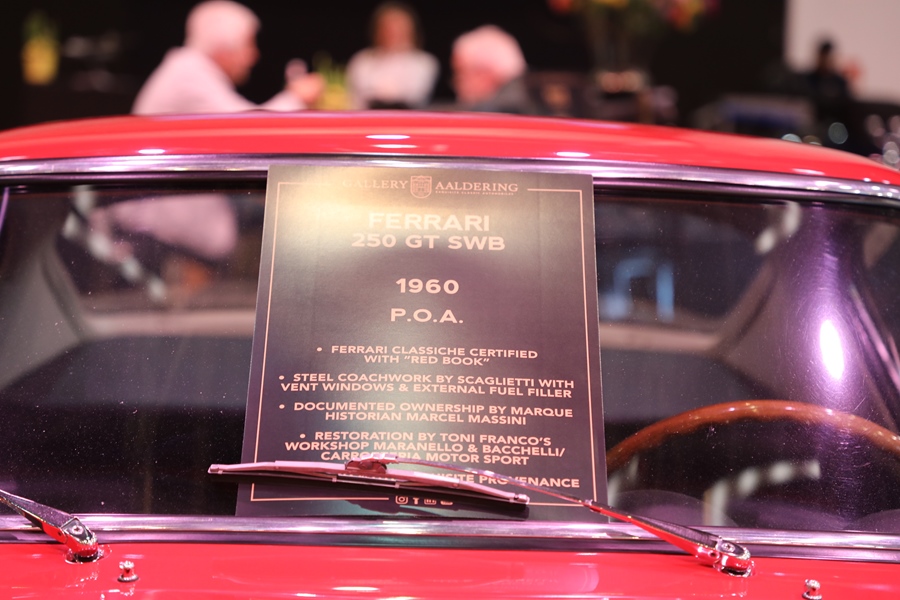 GALLERY AALDERING
FERRARI
250 GT SWB
1960
P.O.A.
• FERRARI CLASSICHE CERTIFIED
WITH "RED BOOK"
• STEEL COACHWORK BY SCAGLIETTI WITH
VENT WINDOWS & EXTERNAL FUEL FILLER
• DOCUMENTED OWNERSHIP BY MARQUE
HISTORIAN MARCEL MASSINI
• RESTORATION BY TONI FRANCO'S
WORKSHOP MARANELLO & BACCHELLI/
CARROZZERIA MOTOR SPORT
PROVENANCE